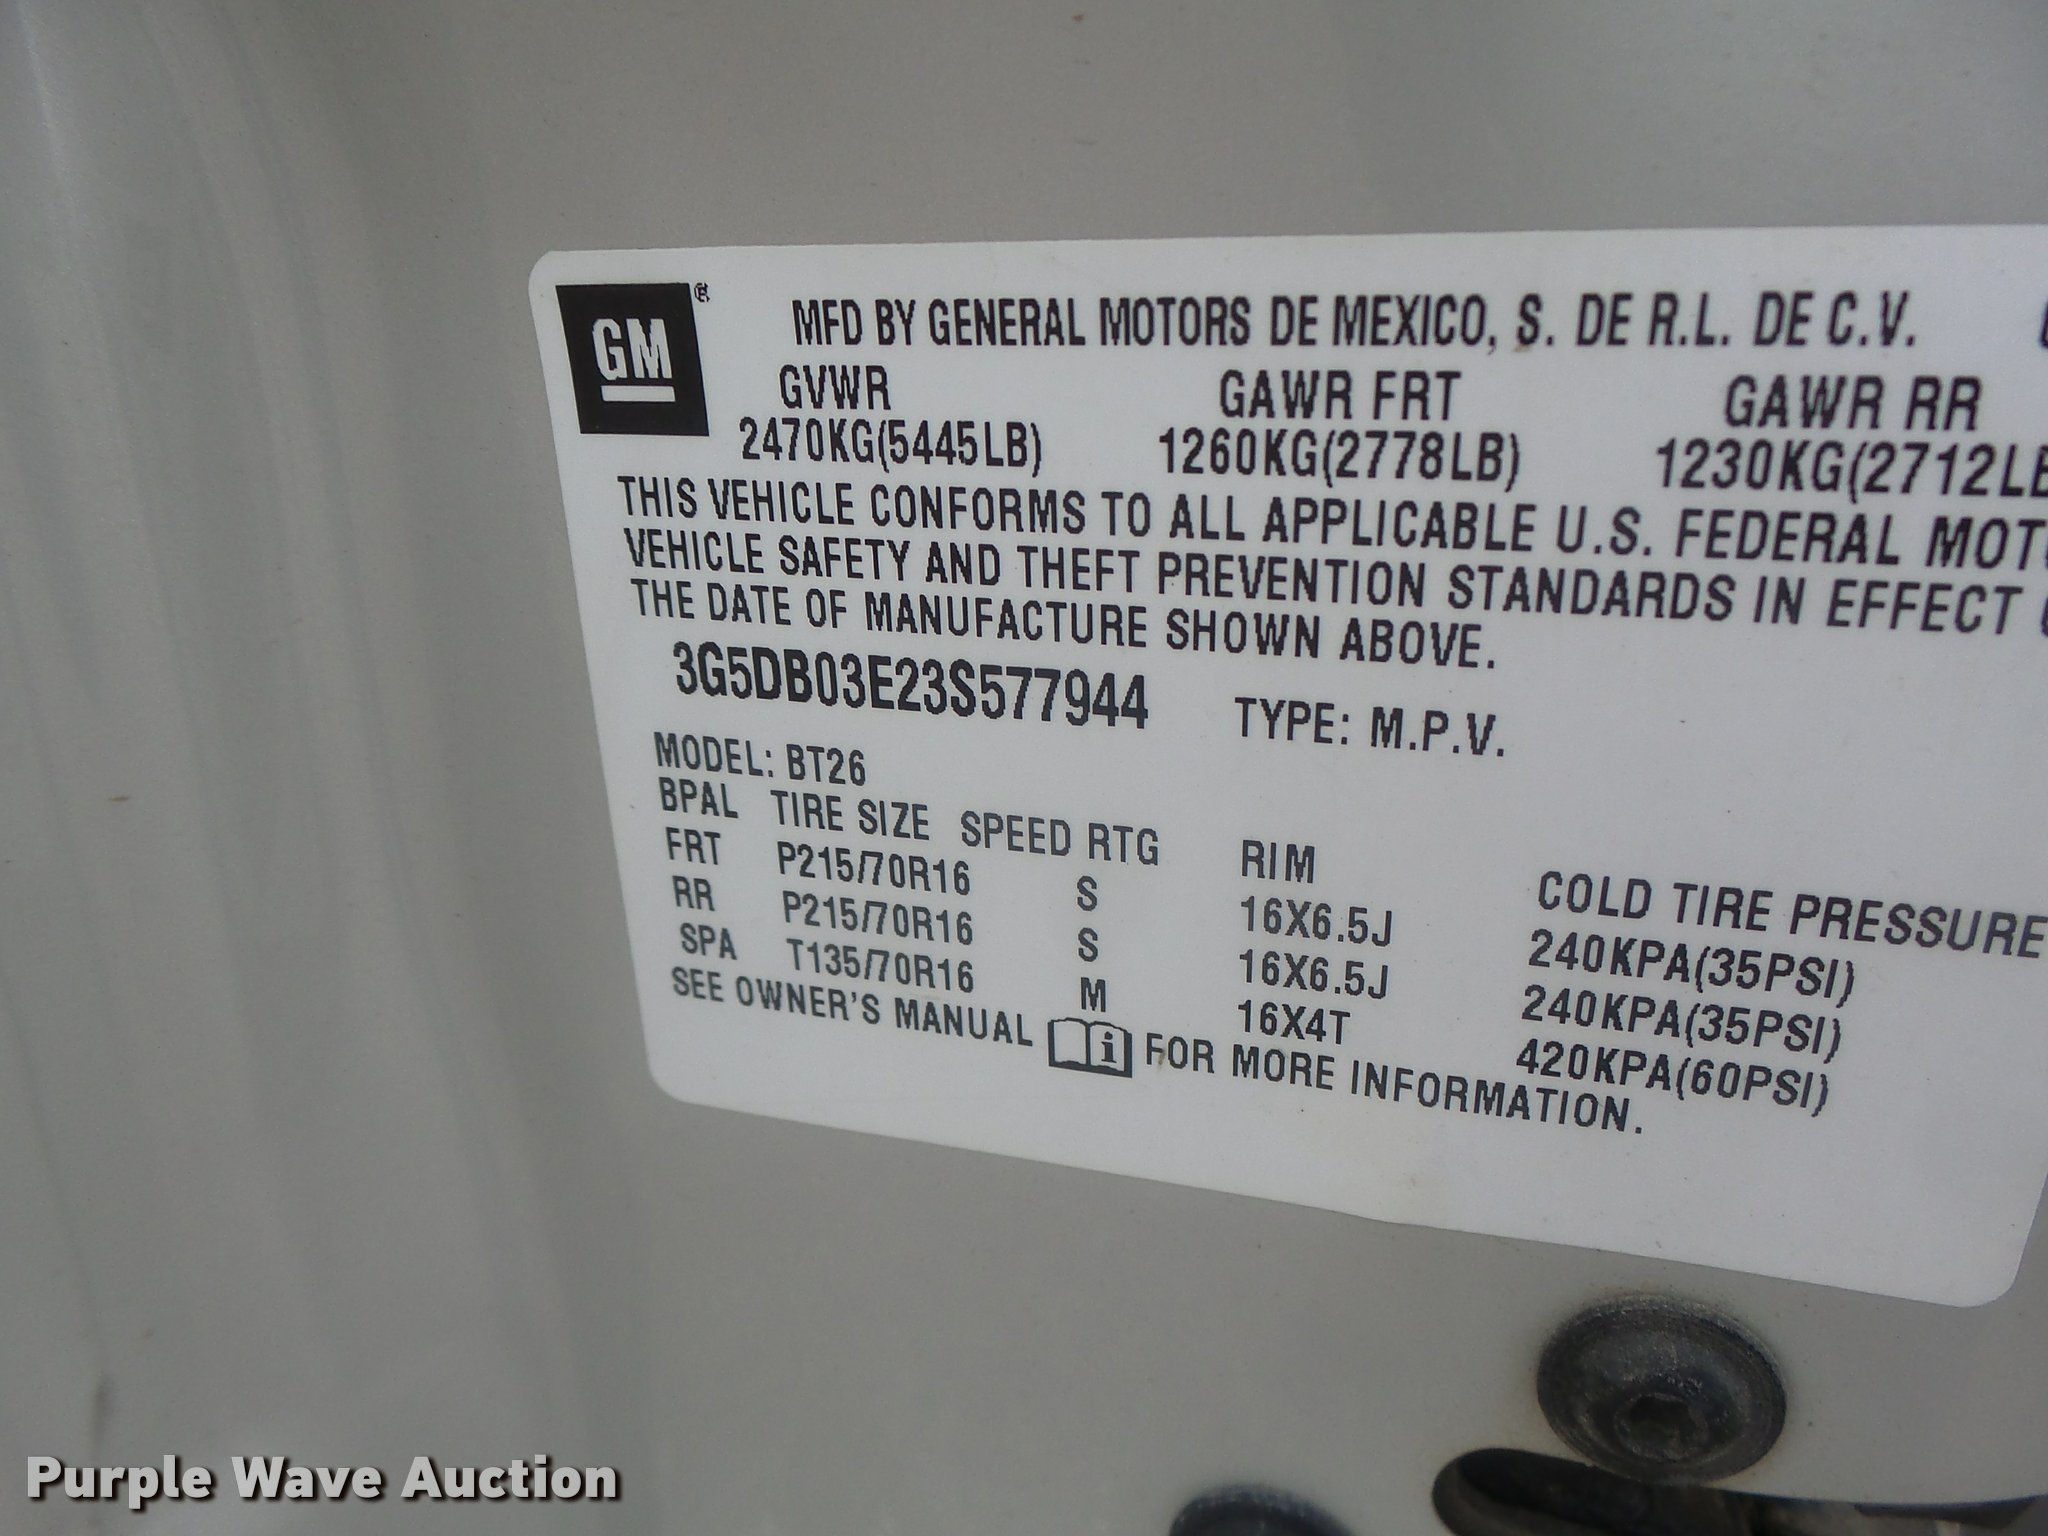 GM ®
MFD BY GENERAL MOTORS DE MEXICO, S. DE R.L. DE C.V.
GVWR GAWR FRT GAWR RR
2470KG(5445LB) 1260KG(2778LB) 1230KG(2712LB
THIS VEHICLE CONFORMS TO ALL APPLICABLE U.S. FEDERAL MOT
VEHICLE SAFETY AND THEFT PREVENTION STANDARDS IN EFFECT
THE DATE OF MANUFACTURE SHOWN ABOVE.
3G5DB03E23S577944 TYPE: M.P.V.
MODEL: BT26
BPAL TIRE SIZE SPEED RTG RIM COLD TIRE PRESSURE
FRT P215/70R16 S 16X6.5J 240KPA(35PSI)
RR P215/70R16 S 16X6.5J 240KPA(35PSI)
SPA T135/70R16 M 16X4T 420KPA(60PSI)
SEE OWNER'S MANUAL i FOR MORE INFORMATION.
Purple Wave Auction